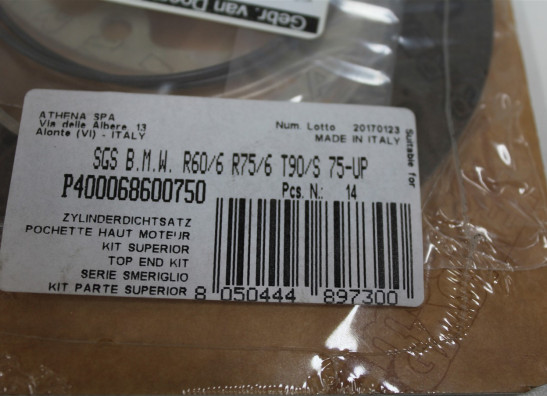 Gebr. van
ATHENA SPA
Via delle Albere, 13
Alonte (VI) - ITALY
Num. Lotto 20170123
MADE IN ITALY
Suitable for
SGS B.M.W. R60/6 R75/6 T90/S 75-UP
P400068600750
Pcs. N.: 14
ZYLINDERDICHTSATZ
POCHETTE HAUT MOTEUR
KIT SUPERIOR
TOP END KIT
SERIE SMERIGLIO
KIT PARTE SUPERIOR
8 050444 897300